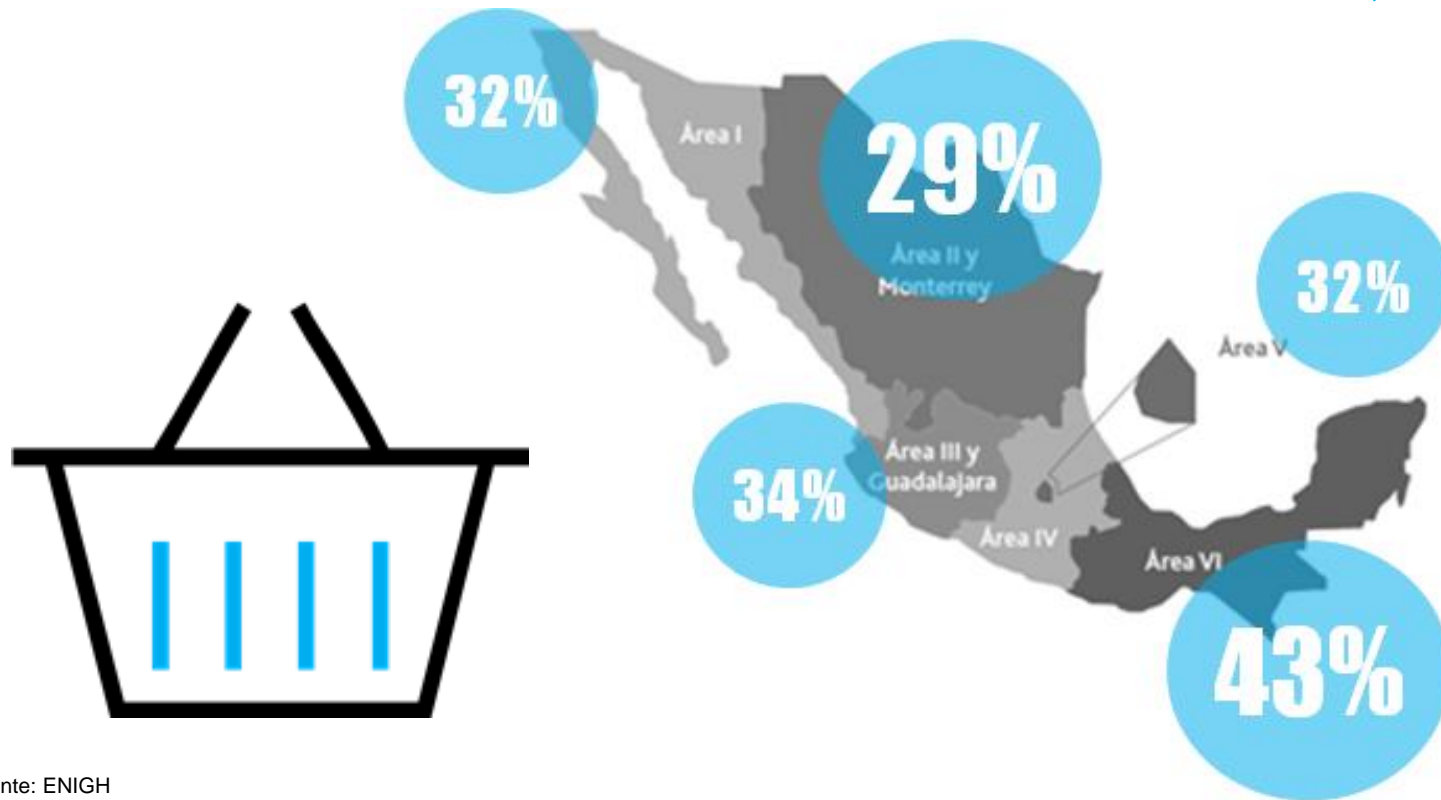 32%
Área I
29%
Área II y
Monterrey
32%
Área V
Área III y
Guadalajara
34%
Área IV
Área VI
43%
nte: ENIGH